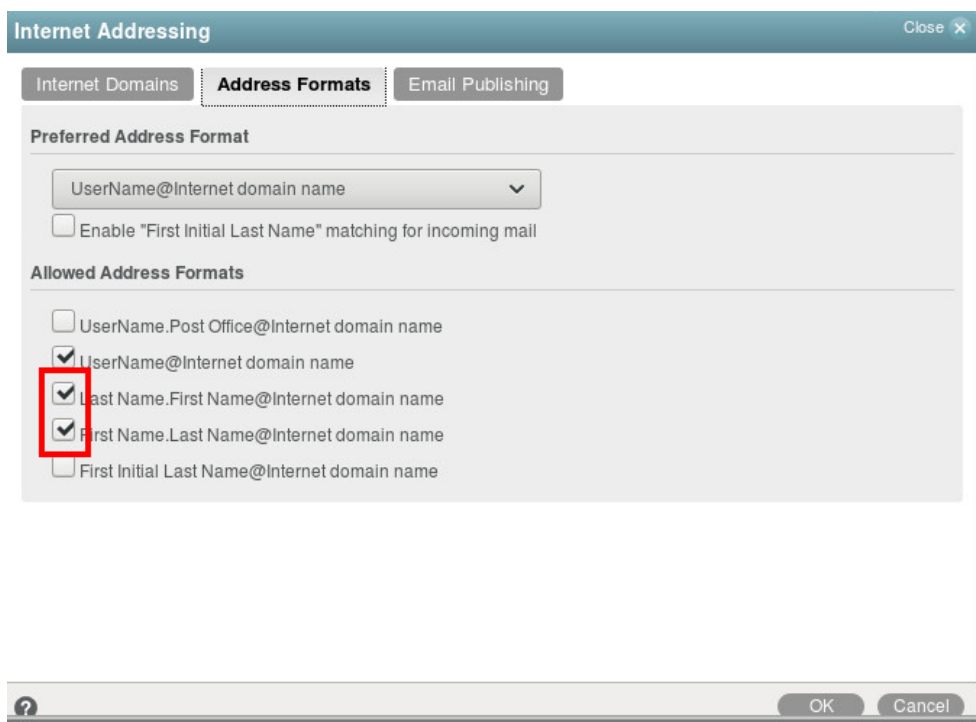 Internet Addressing Close
Internet Domains Address Formats Email Publishing
Preferred Address Format
UserName@Internet domain name
Enable "First Initial Last Name" matching for incoming mail
Allowed Address Formats
UserName.Post Office@Internet domain name
UserName@Internet domain name
Last Name.First Name@Internet domain name
First Name.Last Name@Internet domain name
First Initial Last Name@Internet domain name
? OK Cancel